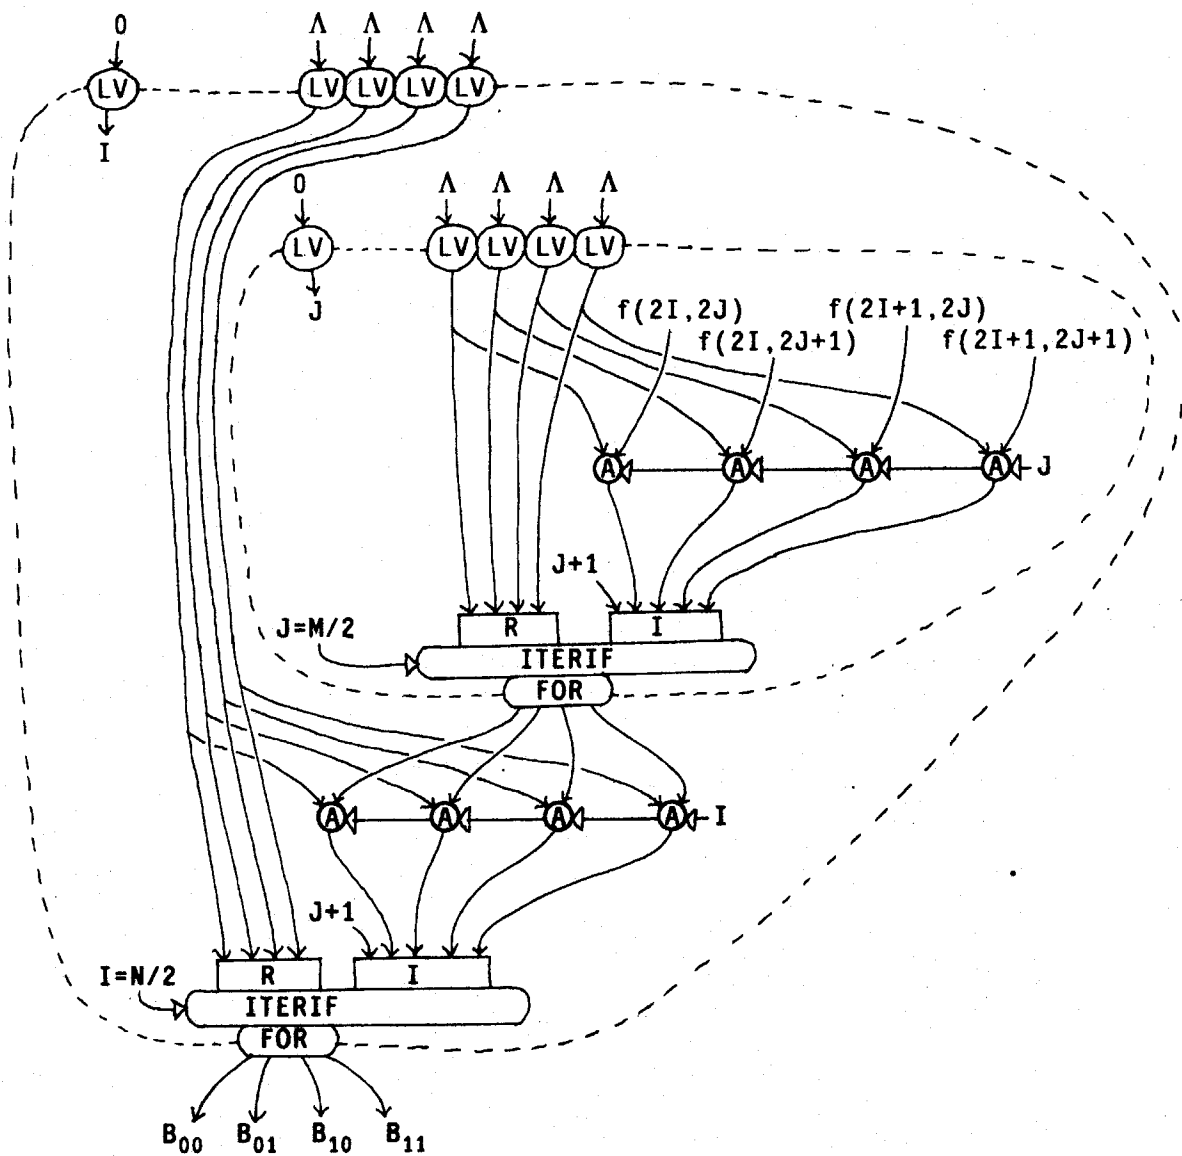 0 Λ Λ Λ Λ
LV LV LV LV LV
I
0 Λ Λ Λ Λ
LV LV LV LV LV
J
f(2I,2J) f(2I+1,2J)
f(2I,2J+1) f(2I+1,2J+1)
A A A A J
J+1
R I
J=M/2
ITERIF
FOR
A A A A I
J+1
R I
I=N/2
ITERIF
FOR
B00 B01 B10 B11